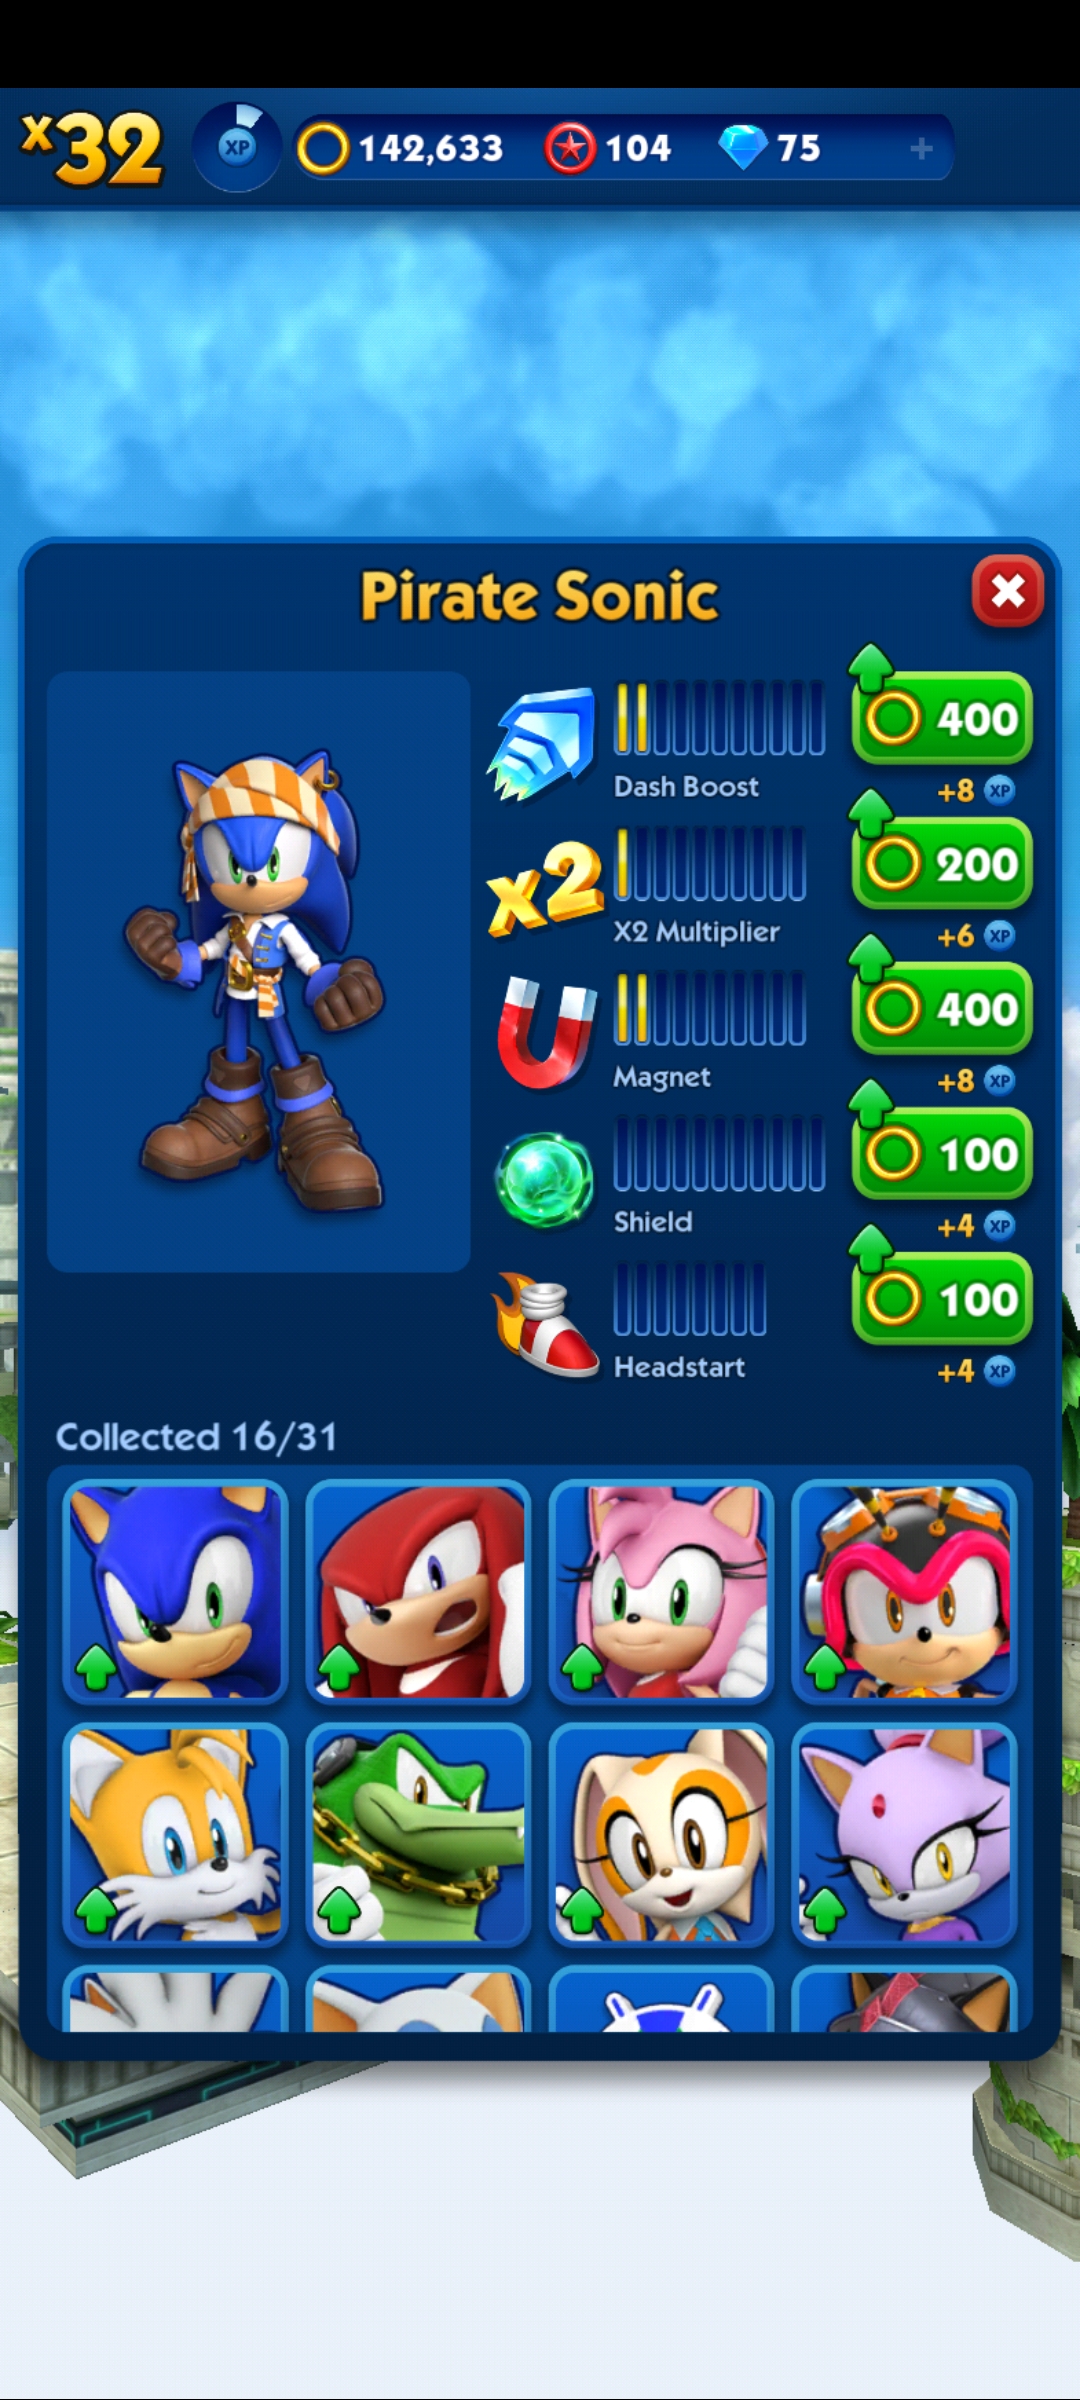 x32 XP 142,633 104 75 +
Pirate Sonic
400
Dash Boost
+8 XP
x2
200
X2 Multiplier
+6 XP
400
Magnet
+8 XP
100
Shield
+4 XP
100
Headstart
+4 XP
Collected 16/31